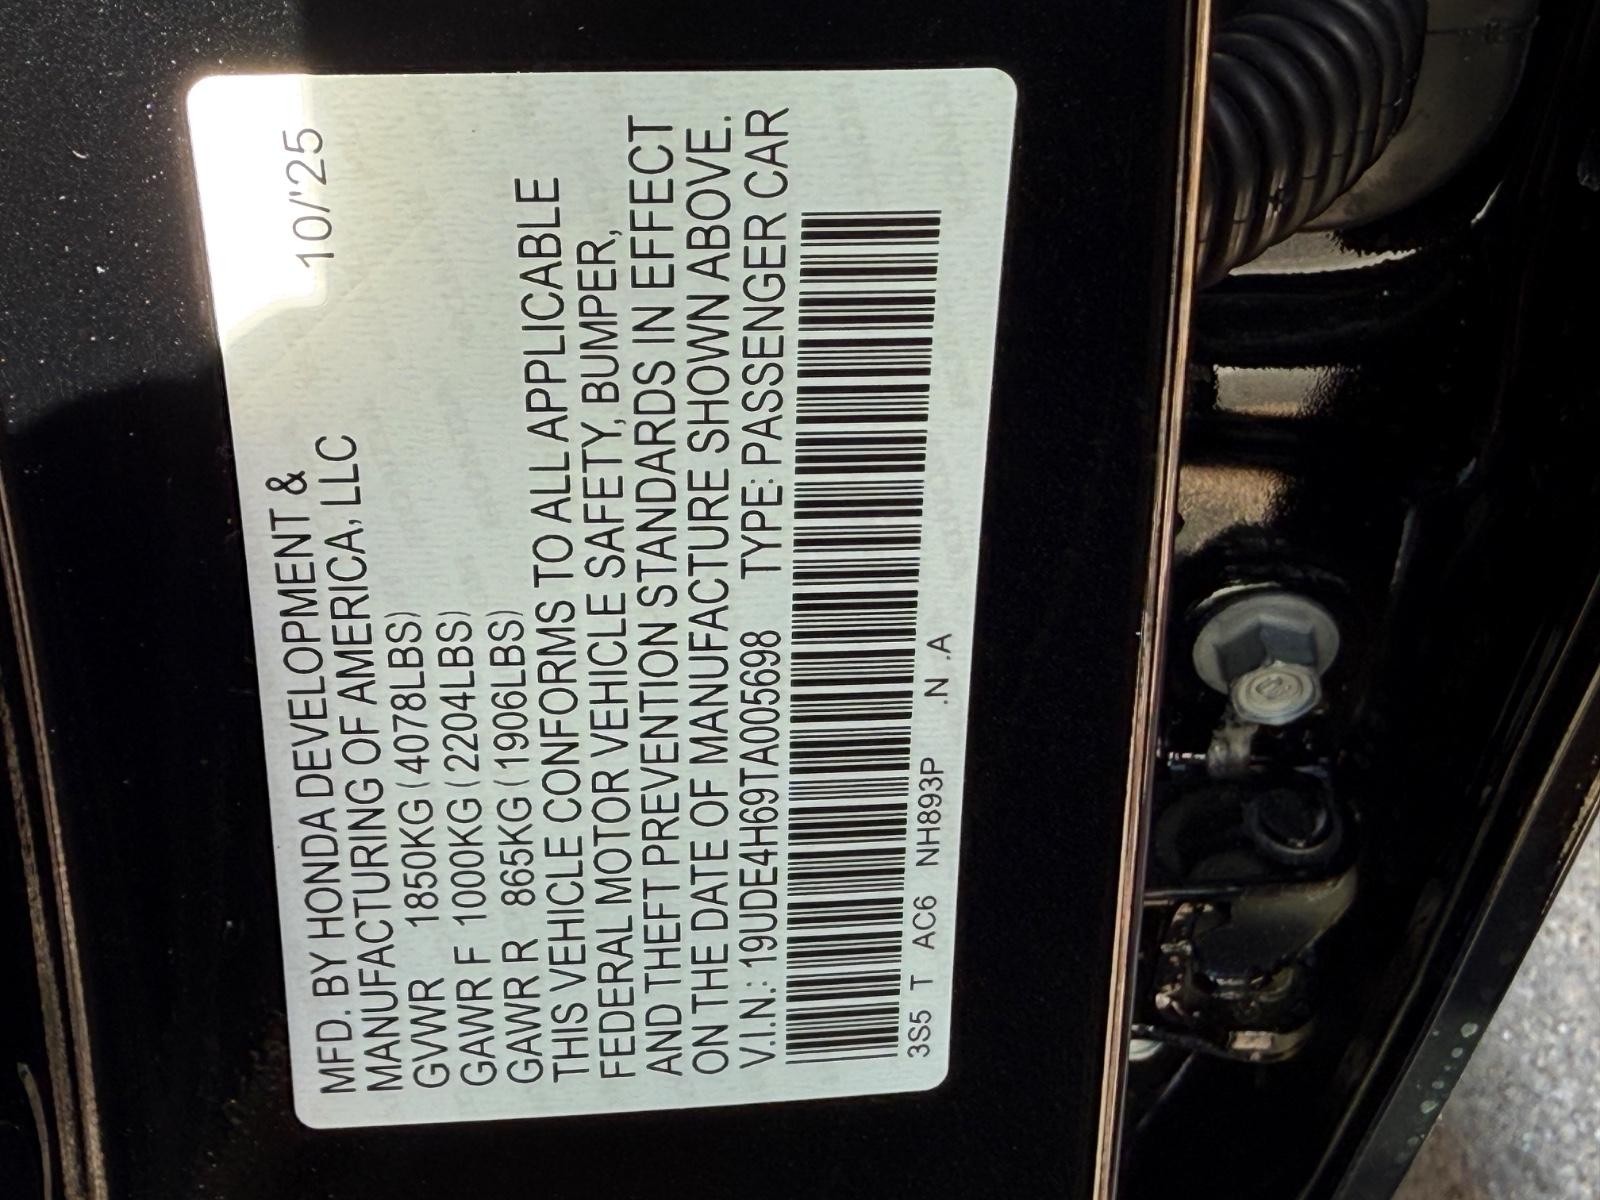 MFD. BY HONDA DEVELOPMENT & 10/'25
MANUFACTURING OF AMERICA, LLC
GVWR 1850KG (4078LBS)
GAWR F 1000KG (2204LBS)
GAWR R 865KG (1906LBS)
THIS VEHICLE CONFORMS TO ALL APPLICABLE
FEDERAL MOTOR VEHICLE SAFETY, BUMPER,
AND THEFT PREVENTION STANDARDS IN EFFECT
ON THE DATE OF MANUFACTURE SHOWN ABOVE.
V.I.N.: 19UDE4H69TA005698 TYPE: PASSENGER CAR
3S5 T AC6 NH893P .N .A